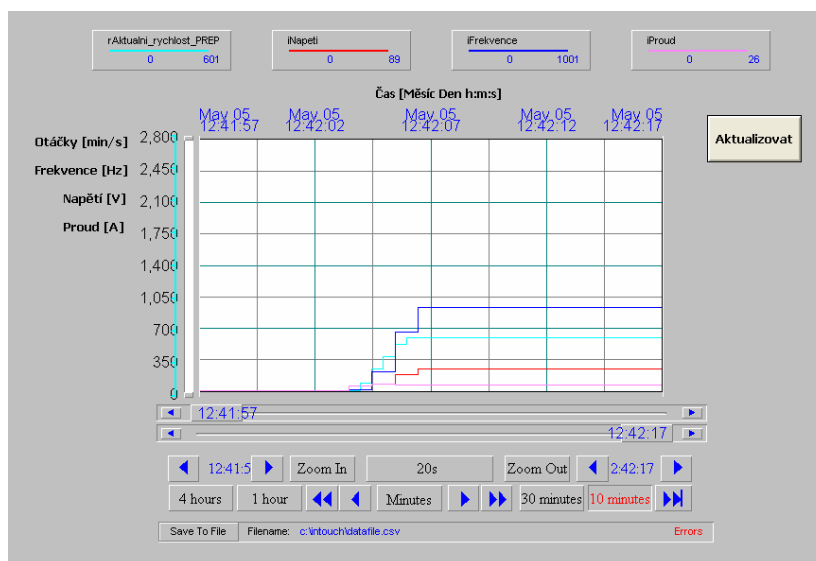 rAktualni_rychlost_PREP iNapeti iFrekvence iProud
0 601 0 89 0 1001 0 26
Čas [Měsíc Den h:m:s]
May 05 May 05 May 05 May 05 May 05
12:41:57 12:42:02 12:42:07 12:42:12 12:42:17
Aktualizovat
Otáčky [min/s]
Frekvence [Hz]
Napětí [V]
Proud [A]
2,800
2,450
2,100
1,750
1,400
1,050
700
350
0
12:41:57
12:42:17
12:41:5 Zoom In 20s Zoom Out 2:42:17
4 hours 1 hour Minutes 30 minutes 10 minutes
Save To File Filename: c:\intouch\datafile.csv Errors